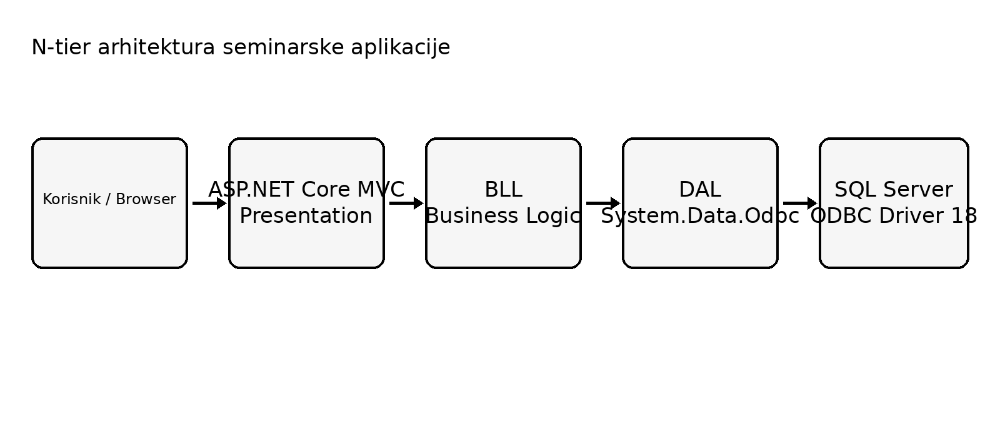 N-tier arhitektura seminarske aplikacije
Korisnik / Browser
ASP.NET Core MVC
Presentation
BLL
Business Logic
DAL
System.Data.Odbc
SQL Server
ODBC Driver 18